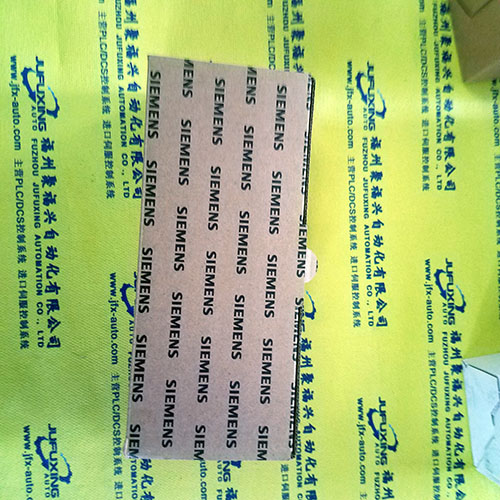 SIEMENS
JUFUXING
AUTO
福州聚福兴自动化有限公司
FUZHOU JUFUXING AUTOMATION CO., LTD
www.jfx-auto.com 主营PLC/DCS控制系统 进口伺服控制系统